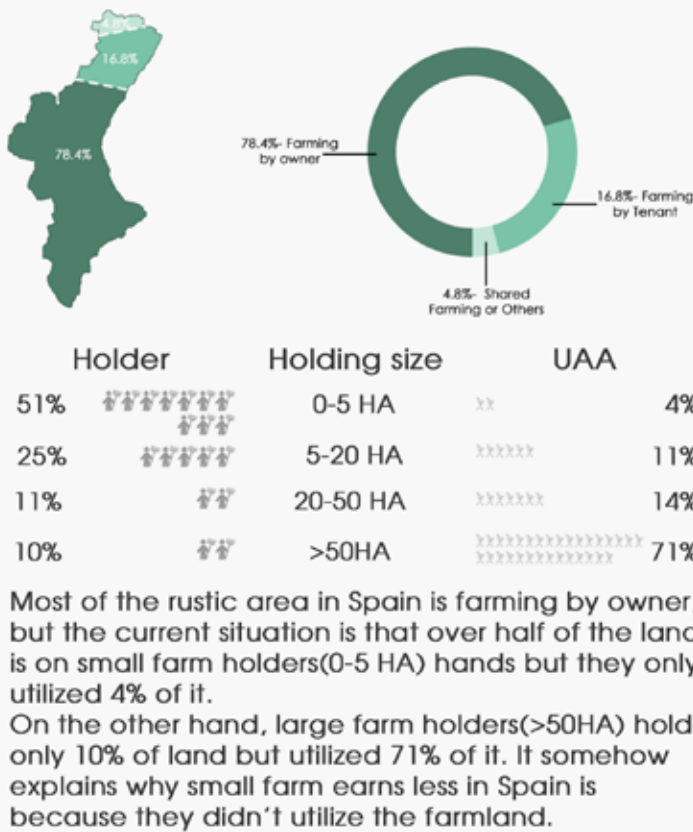 4.8%
16.8%
78.4%
78.4%- Farming
by owner
16.8%- Farming
by Tenant
4.8%- Shared
Farming or Others
Holder Holding size UAA
51% 0-5 HA 4%
25% 5-20 HA 11%
11% 20-50 HA 14%
10% >50HA 71%
Most of the rustic area in Spain is farming by owner,
but the current situation is that over half of the land
is on small farm holders(0-5 HA) hands but they only
utilized 4% of it.
On the other hand, large farm holders(>50HA) hold
only 10% of land but utilized 71% of it. It somehow
explains why small farm earns less in Spain is
because they didn't utilize the farmland.